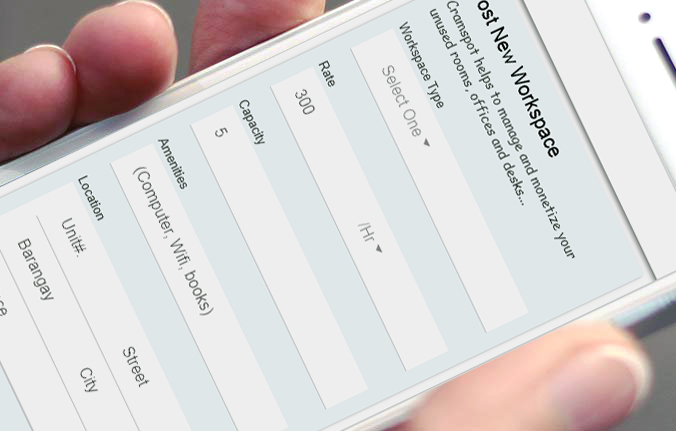 ost New Workspace
Cramspot helps to manage and monetize your
unused rooms, offices and desks...
Workspace Type
Select One
Rate
300 /Hr
Capacity
5
Amenities
(Computer, Wifi, books)
Location
Unit#. Street
Barangay City